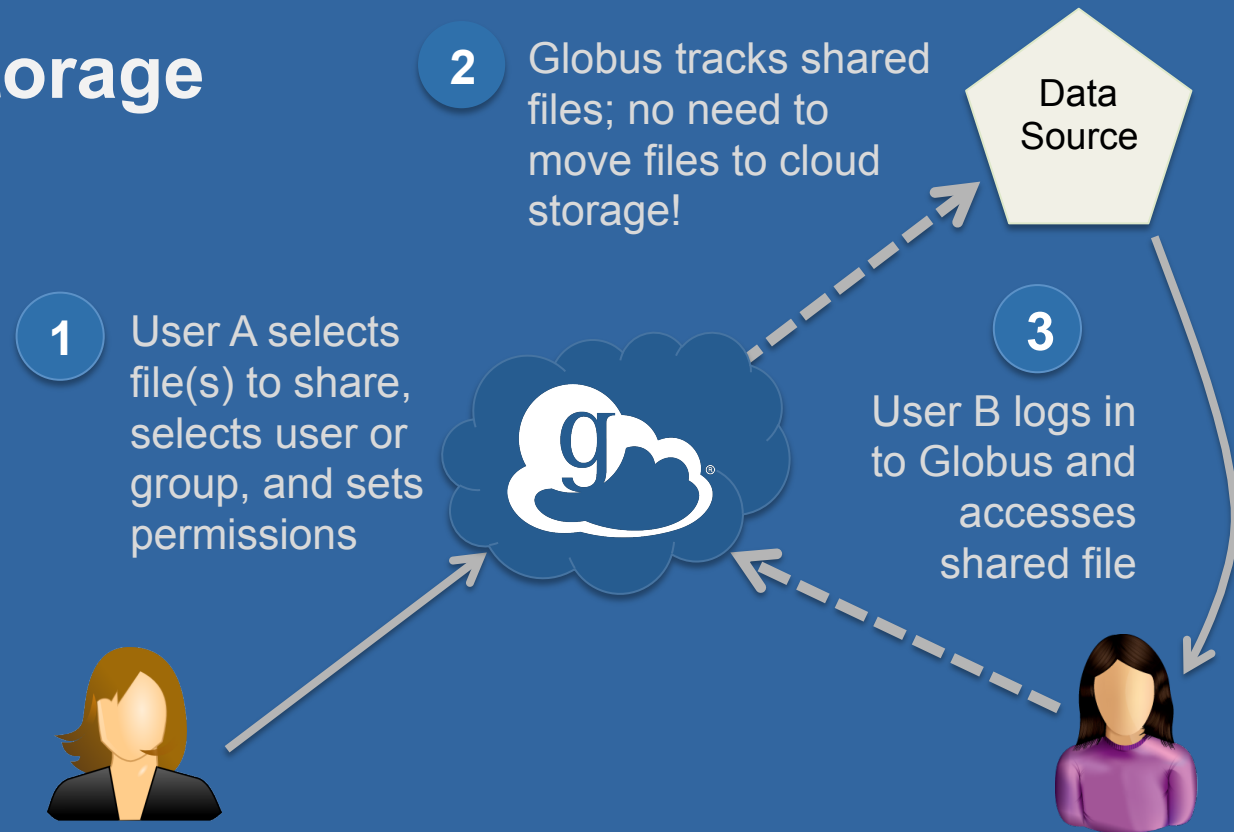 2
Globus tracks shared
files; no need to
move files to cloud
storage!
Data
Source
1
User A selects
file(s) to share,
selects user or
group, and sets
permissions
g
®
3
User B logs in
to Globus and
accesses
shared file